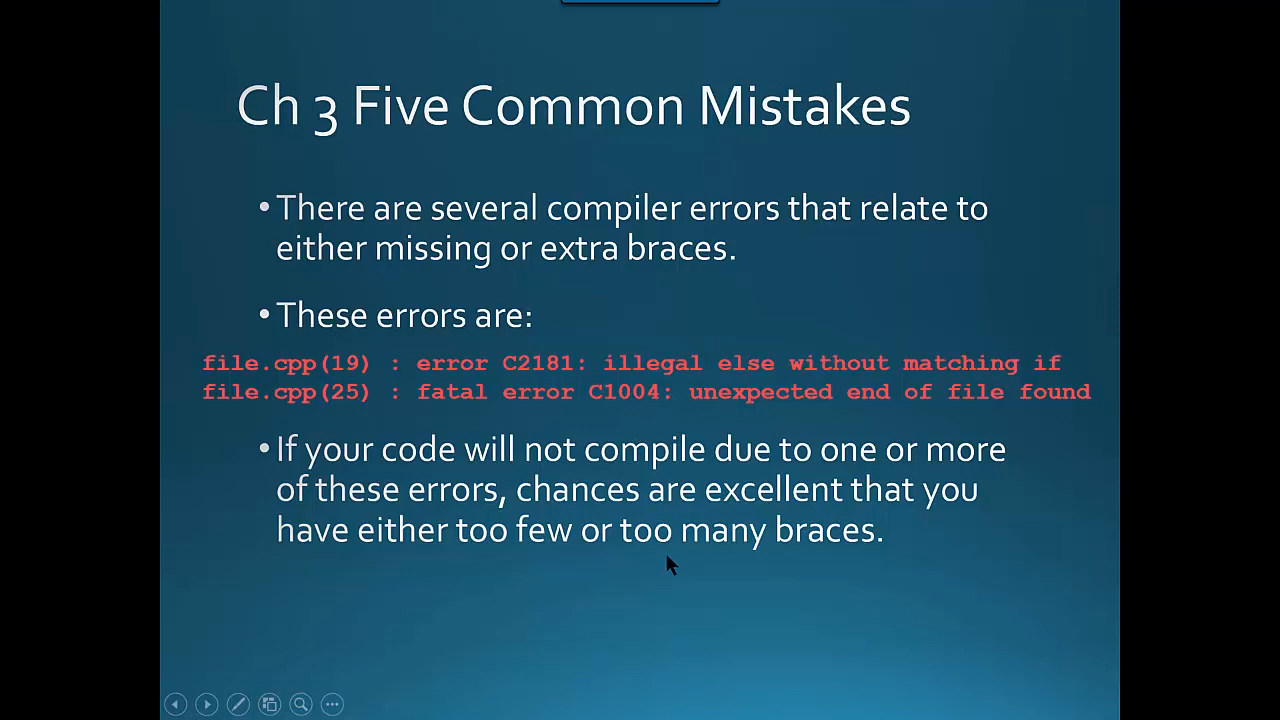 Ch 3 Five Common Mistakes
•There are several compiler errors that relate to
either missing or extra braces.
•These errors are:
file.cpp(19) : error C2181: illegal else without matching if
file.cpp(25) : fatal error C1004: unexpected end of file found
•If your code will not compile due to one or more
of these errors, chances are excellent that you
have either too few or too many braces.